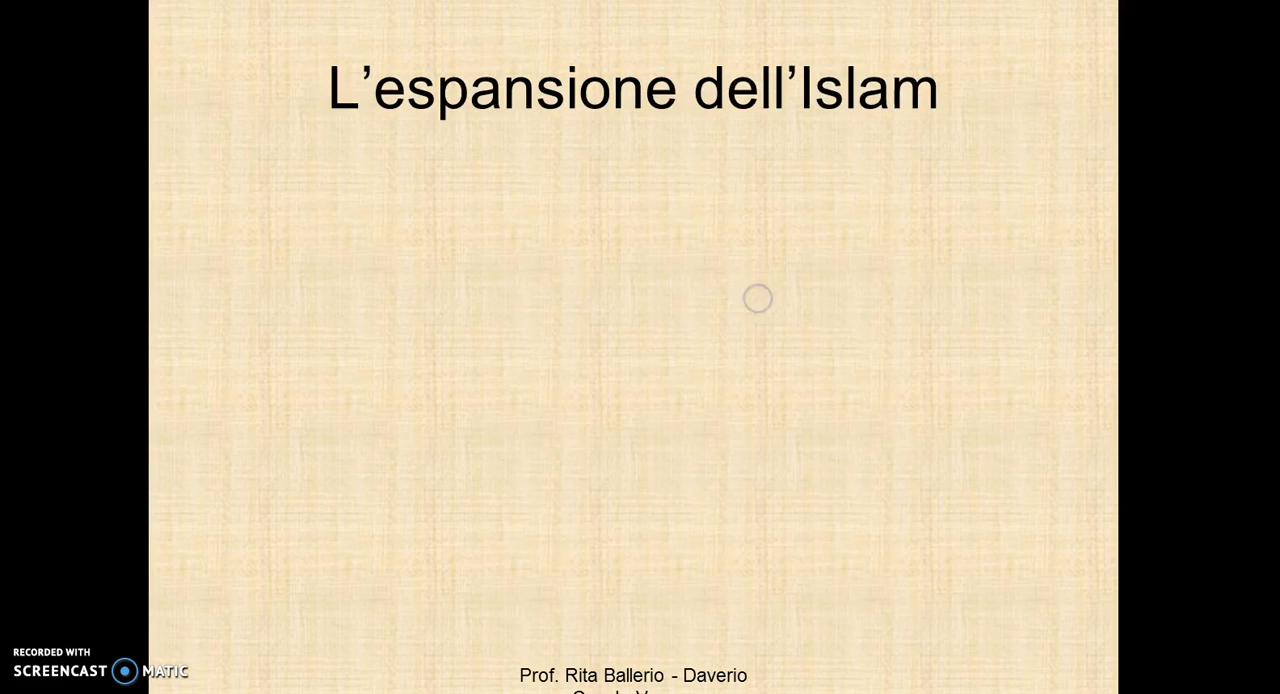 L’espansione dell’Islam
RECORDED WITH
SCREENCAST MATIC
Prof. Rita Ballerio - Daverio